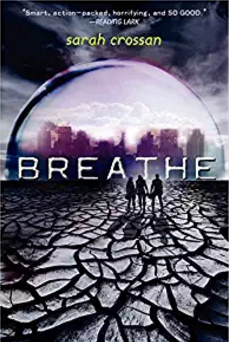 "Smart, action-packed, horrifying, and SO GOOD."
—READING LARK
sarah crossan
BREATHE